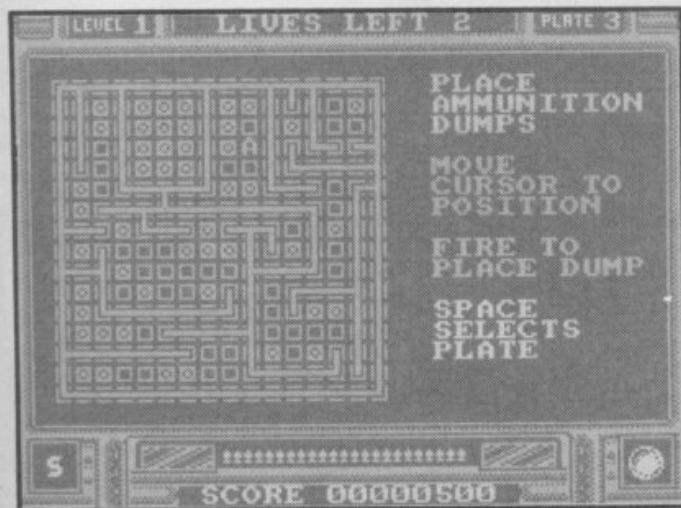 LEVEL 1 LIVES LEFT 2 PLATE 3
PLACE
AMMUNITION
DUMPS
A
MOVE
CURSOR TO
POSITION
FIRE TO
PLACE DUMP
SPACE
SELECTS
PLATE
S
SCORE 00000500